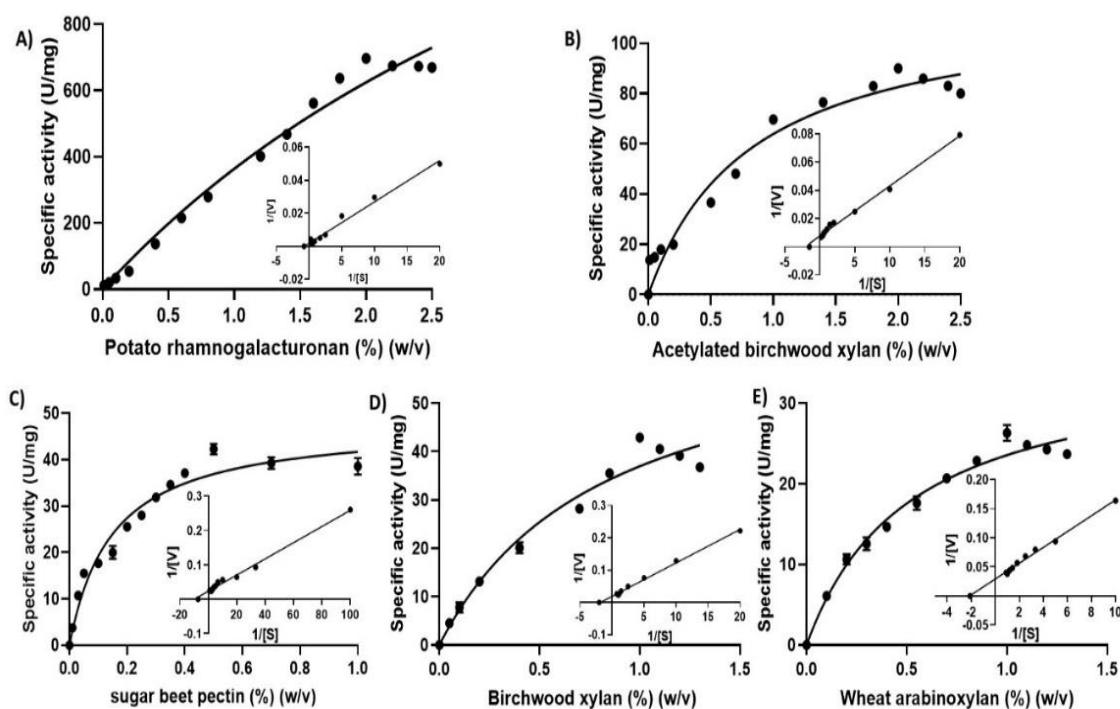 A)
Specific activity (U/mg)
800
600
400
200
0
0.0 0.5 1.0 1.5 2.0 2.5
Potato rhamnogalacturonan (%) (w/v)
1/[V]
0.06
0.04
0.02
-0.02
-5 5 10 15 20
1/[S]
B)
Specific activity (U/mg)
100
80
60
40
20
0
0.0 0.5 1.0 1.5 2.0 2.5
Acetylated birchwood xylan (%) (w/v)
1/[V]
0.08
0.04
0.02
-0.02
-5 5 10 15 20
1/[S]
C)
Specific activity (U/mg)
50
40
30
20
10
0
0.0 0.2 0.4 0.6 0.8 1.0
sugar beet pectin (%) (w/v)
1/[V]
0.3
0.2
0.1
-0.1
-20 20 40 60 80 100
1/[S]
D)
Specific activity (U/mg)
50
40
30
20
10
0
0.0 0.5 1.0 1.5
Birchwood xylan (%) (w/v)
1/[V]
0.3
0.2
0.1
-0.1
-5 5 10 15 20
1/[S]
E)
Specific activity (U/mg)
30
20
10
0
0.0 0.5 1.0 1.5
Wheat arabinoxylan (%) (w/v)
1/[V]
0.20
0.15
0.10
0.05
-0.05
-4 -2 2 4 6 8 10
1/[S]